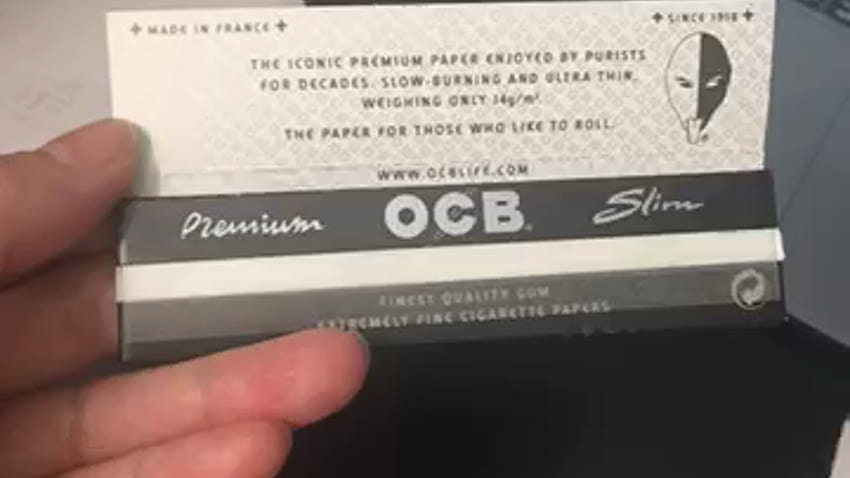 MADE IN FRANCE
SINCE 1918
THE ICONIC PREMIUM PAPER ENJOYED BY PURISTS
FOR DECADES. SLOW-BURNING AND ULTRA THIN,
WEIGHING ONLY 14g/m².
THE PAPER FOR THOSE WHO LIKE TO ROLL.
WWW.OCBLIFE.COM
Premium OCB Slim
FINEST QUALITY GUM
EXTREMELY FINE CIGARETTE PAPERS